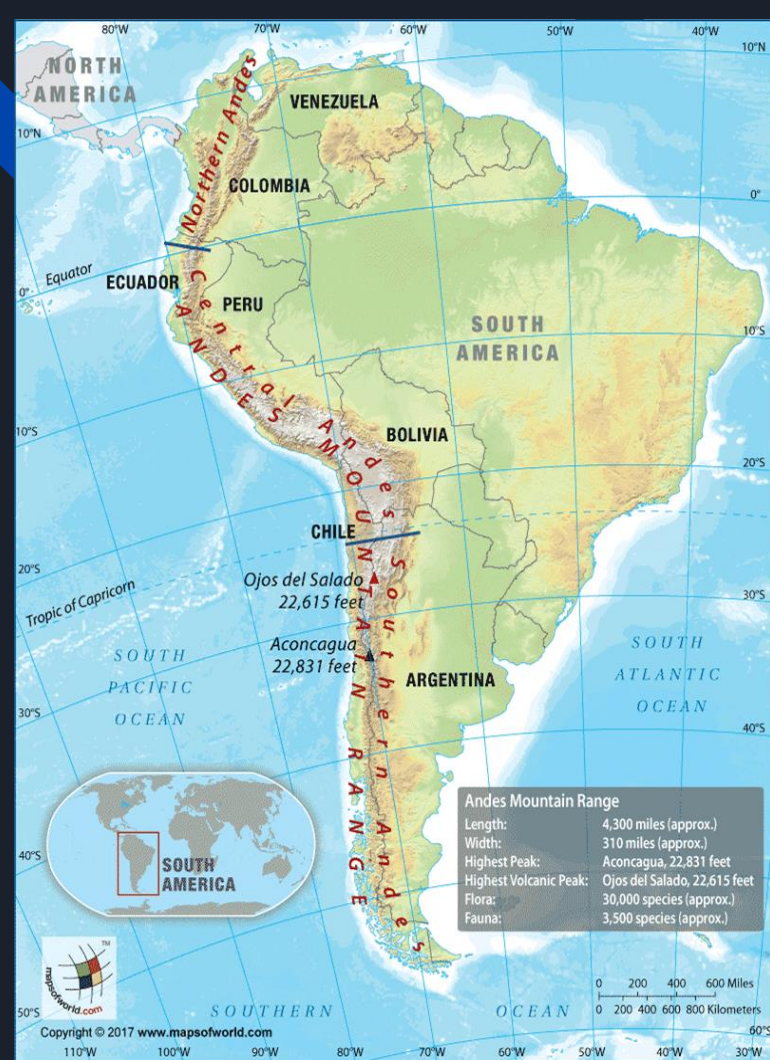 80°W
70°W
60°W
50°W
40°W
10°N
NORTH
AMERICA
10°N
Northern Andes
VENEZUELA
COLOMBIA
0°
Equator
ECUADOR
0°
PERU
Central Andes
SOUTH
AMERICA
10°S
ANDES MOUNTAIN RANGE
10°S
BOLIVIA
20°S
CHILE
20°S
Ojos del Salado
22,615 feet
Tropic of Capricorn
Southern Andes
30°S
Aconcagua
22,831 feet
SOUTH
PACIFIC
OCEAN
SOUTH
ATLANTIC
OCEAN
ARGENTINA
30°S
40°S
SOUTH
AMERICA
40°S
Andes Mountain Range
Length: 4,300 miles (approx.)
Width: 310 miles (approx.)
Highest Peak: Aconcagua, 22,831 feet
Highest Volcanic Peak: Ojos del Salado, 22,615 feet
Flora: 30,000 species (approx.)
Fauna: 3,500 species (approx.)
TM
mapsofworld.com
0 200 400 600 Miles
0 200 400 600 800 Kilometers
50°S
SOUTHERN OCEAN
Copyright © 2017 www.mapsofworld.com
60°S
110°W
100°W
90°W
80°W
70°W
60°W
50°W
40°W
30°W